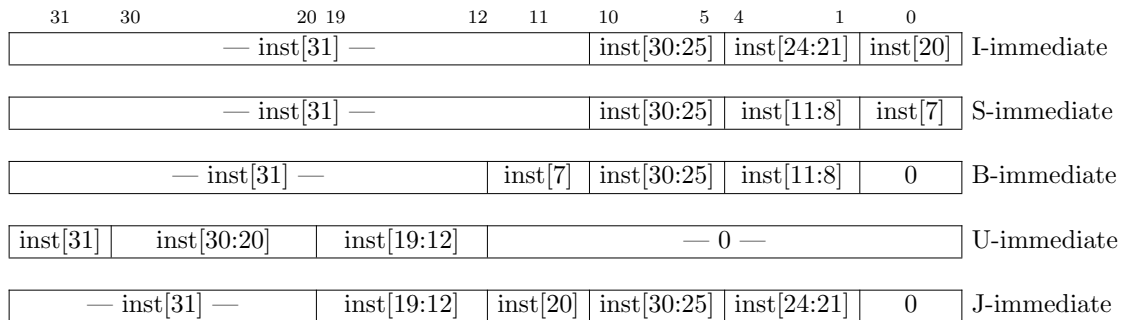 31 30 20 19 12 11 10 5 4 1 0
— inst[31] — inst[30:25] inst[24:21] inst[20] I-immediate
— inst[31] — inst[30:25] inst[11:8] inst[7] S-immediate
— inst[31] — inst[7] inst[30:25] inst[11:8] 0 B-immediate
inst[31] inst[30:20] inst[19:12] — 0 — U-immediate
— inst[31] — inst[19:12] inst[20] inst[30:25] inst[24:21] 0 J-immediate